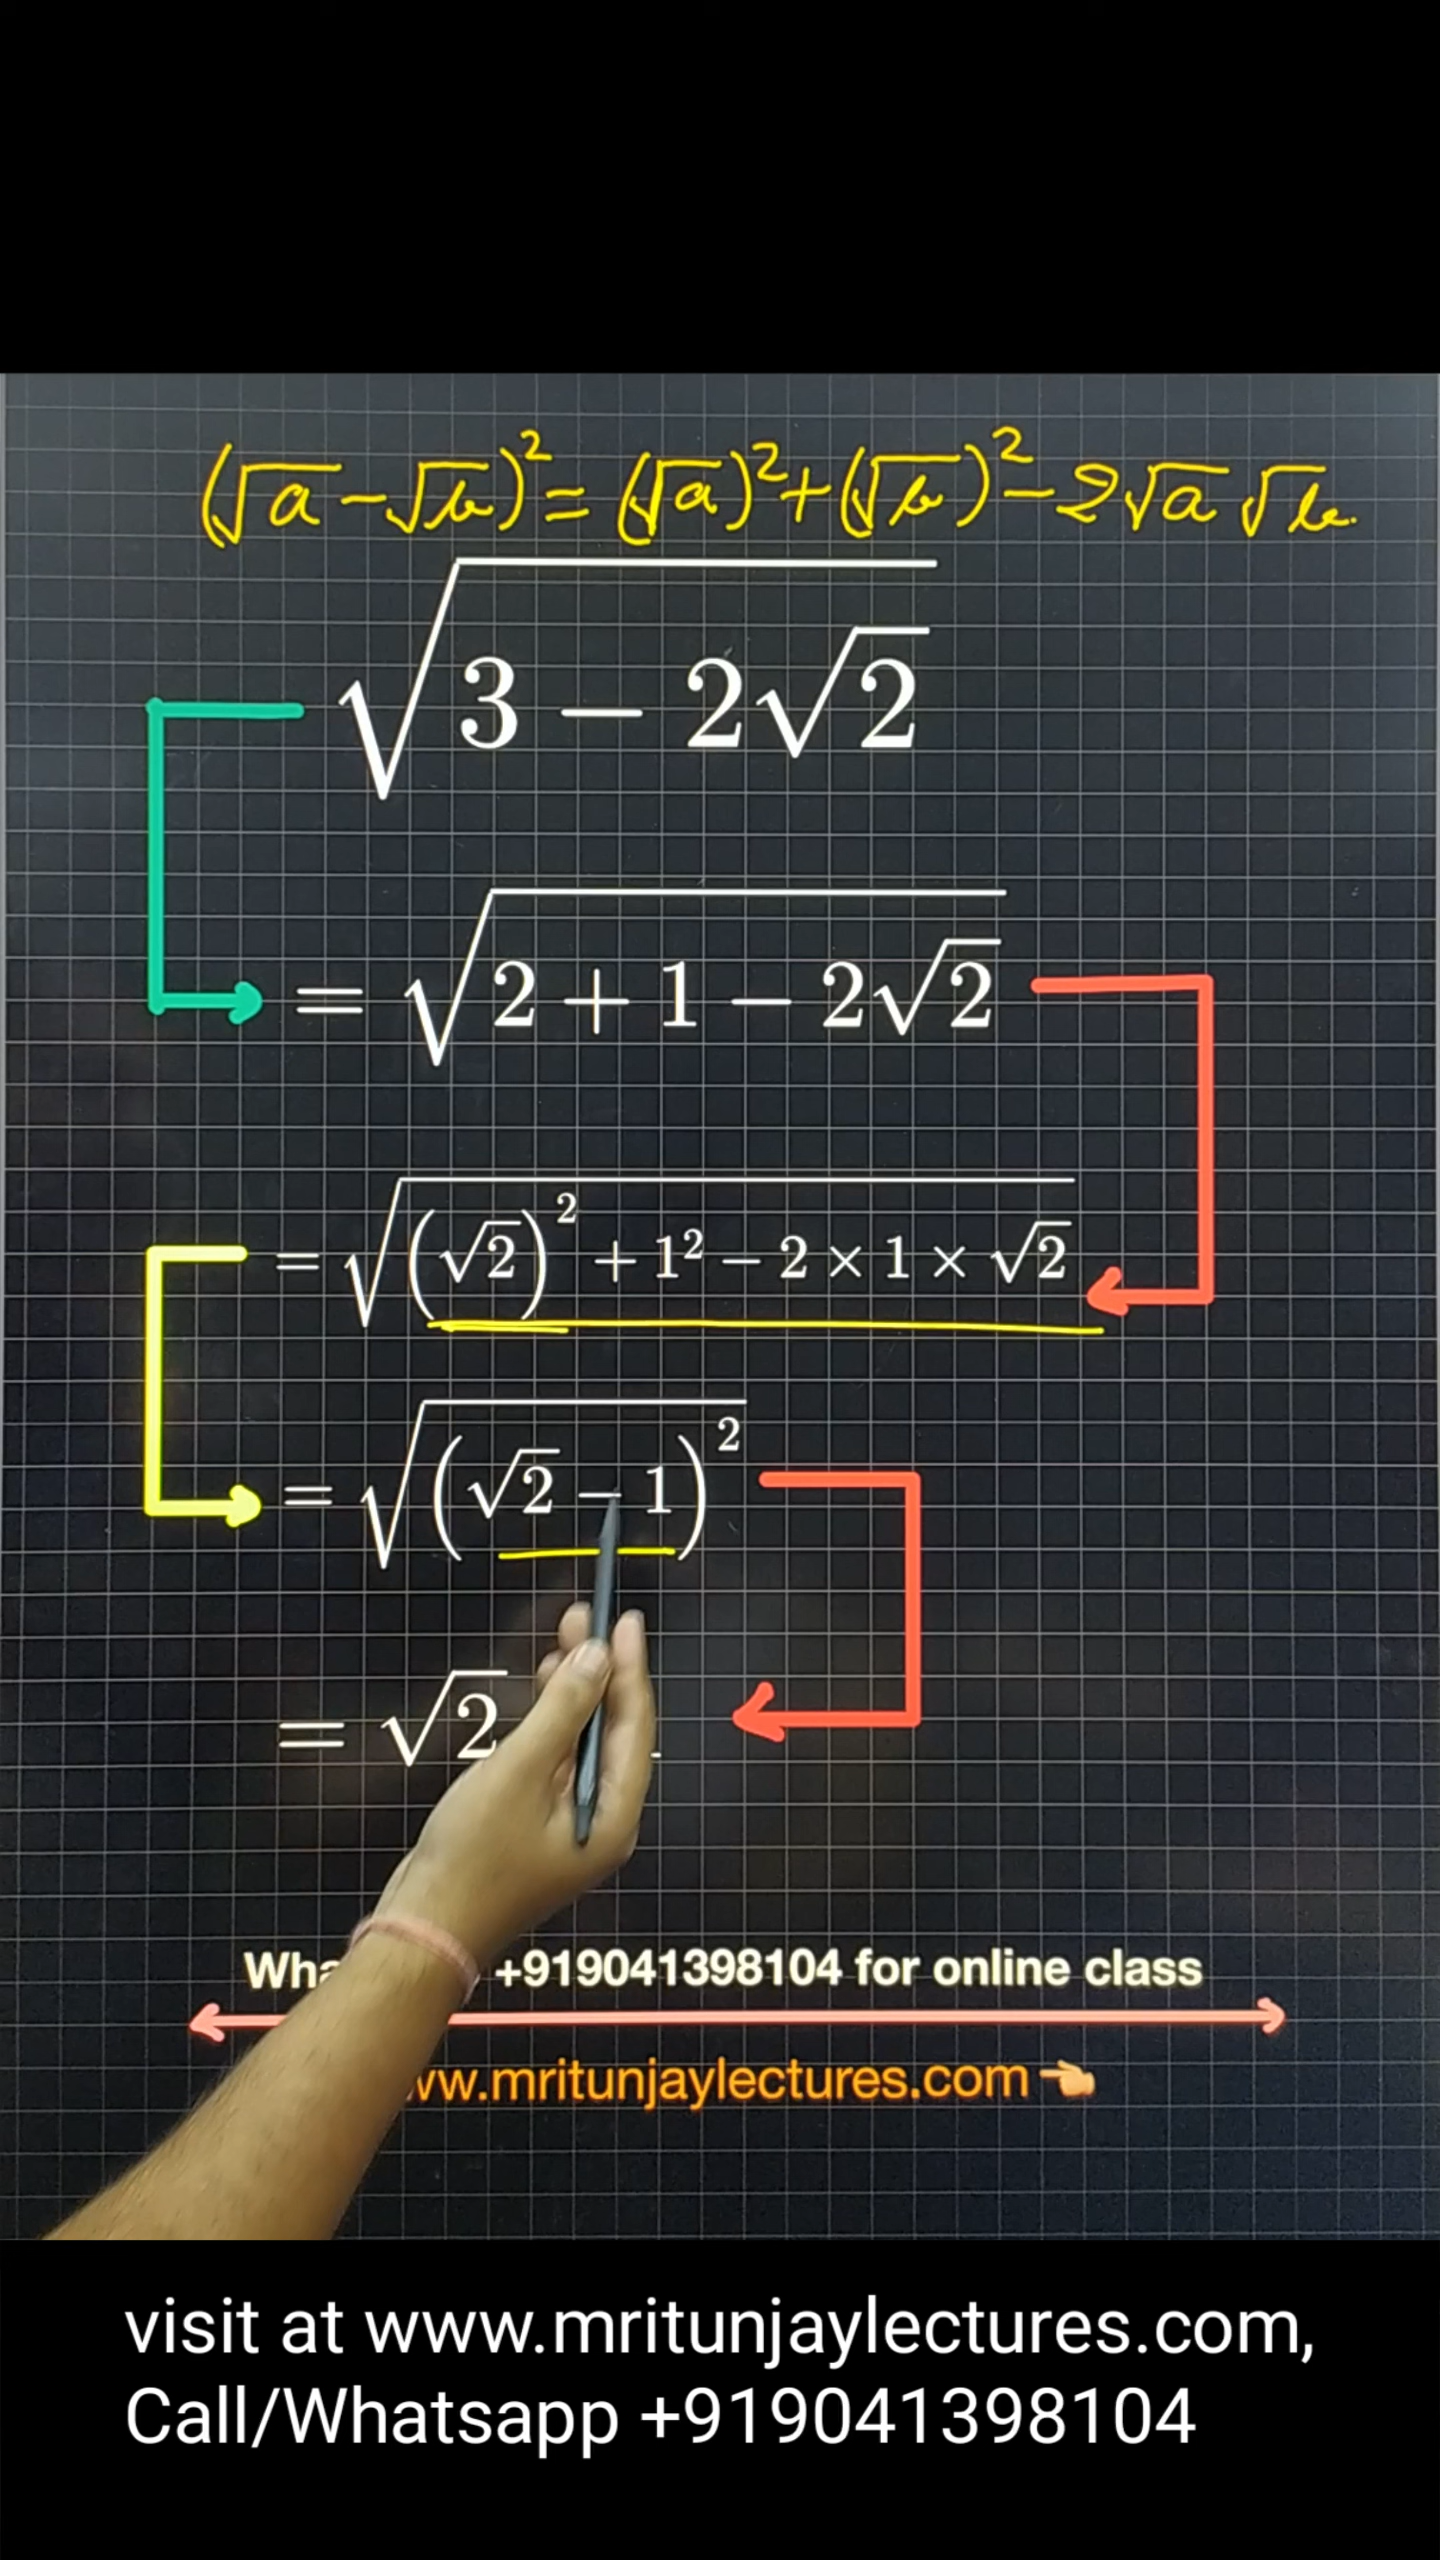 (√a-√b)²=(√a)²+(√b)²-2√a√b.
√(3 − 2√2)
= √(2 + 1 − 2√2)
= √((√2)² + 1² − 2 × 1 × √2)
= √((√2 − 1)²)
= √2
+919041398104 for online class
www.mritunjaylectures.com
visit at www.mritunjaylectures.com,
Call/Whatsapp +919041398104